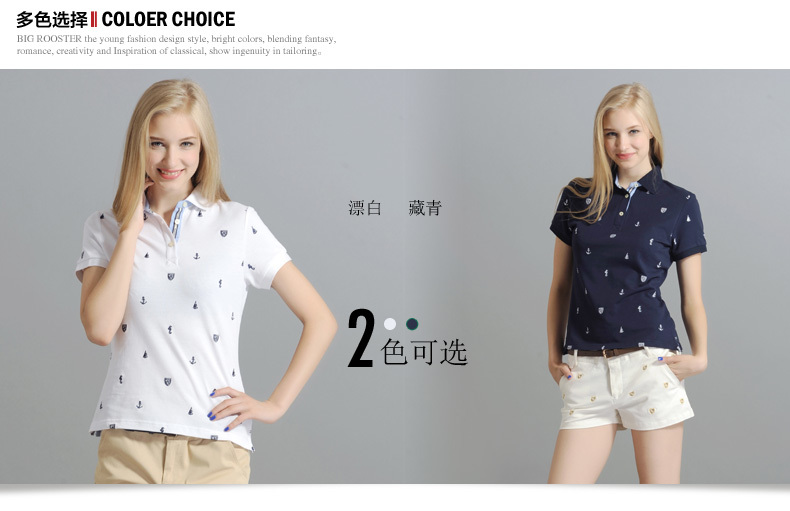 多色选择 COLOER CHOICE
BIG ROOSTER the young fashion design style, bright colors, blending fantasy,
romance, creativity and Inspiration of classical, show ingenuity in tailoring。
漂白 藏青
2色可选